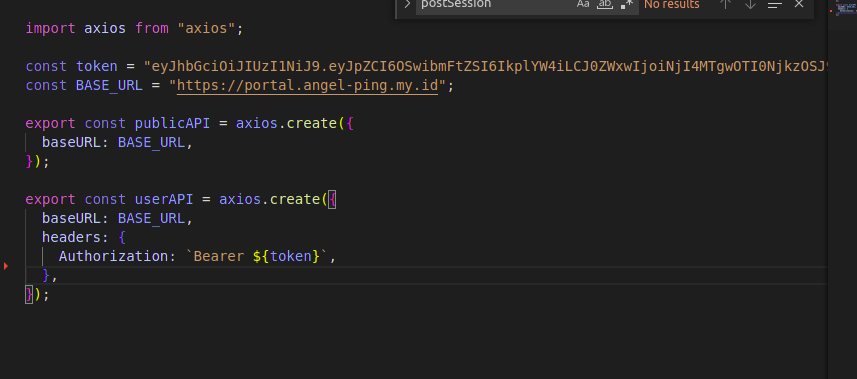 postSession Aa ab .* No results
import axios from "axios";
const token = "eyJhbGciOiJIUzI1NiJ9.eyJpZCI6OSwibmFtZSI6IkplYW4iLCJ0ZWxwIjoiNjI4MTgwOTI0NjkzOSJ9
const BASE_URL = "https://portal.angel-ping.my.id";
export const publicAPI = axios.create({
baseURL: BASE_URL,
});
export const userAPI = axios.create({
baseURL: BASE_URL,
headers: {
Authorization: `Bearer ${token}`,
},
});